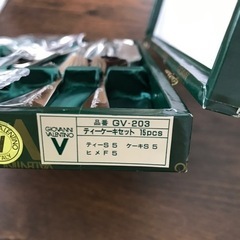 GIOVANNI
VALENTINO
V
品番 GV-203
ティーケーキセット 15pcs
ティーS 5 ケーキS 5
ヒメF 5
ITALY